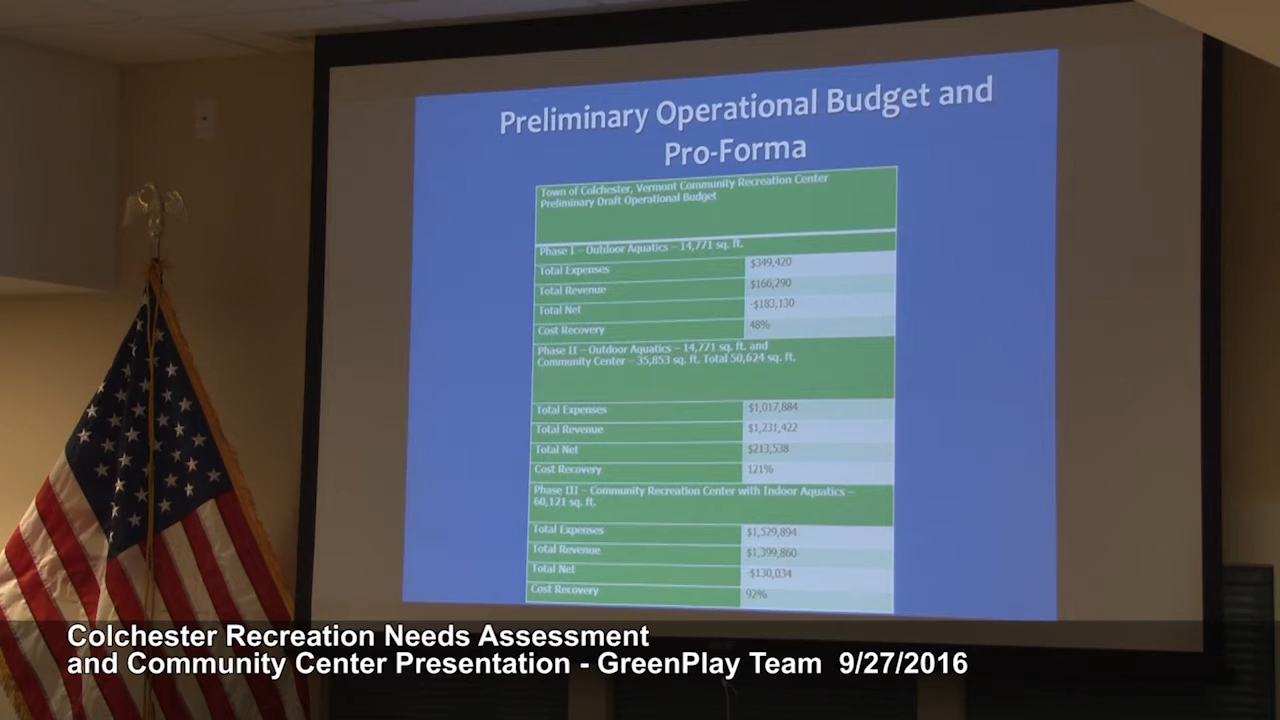 Preliminary Operational Budget and
Pro-Forma
Town of Colchester, Vermont Community Recreation Center
Preliminary Draft Operational Budget
Phase I – Outdoor Aquatics – 14,771 sq. ft.
Total Expenses $349,420
Total Revenue $166,290
Total Net -$183,130
Cost Recovery 48%
Phase II – Outdoor Aquatics – 14,771 sq. ft. and
Community Center – 35,853 sq. ft. Total 50,624 sq. ft.
Total Expenses $1,017,884
Total Revenue $1,231,422
Total Net $213,538
Cost Recovery 121%
Phase III – Community Recreation Center with Indoor Aquatics –
60,121 sq. ft.
Total Expenses $1,529,894
Total Revenue $1,399,860
Total Net -$130,034
Cost Recovery 92%
Colchester Recreation Needs Assessment
and Community Center Presentation - GreenPlay Team 9/27/2016